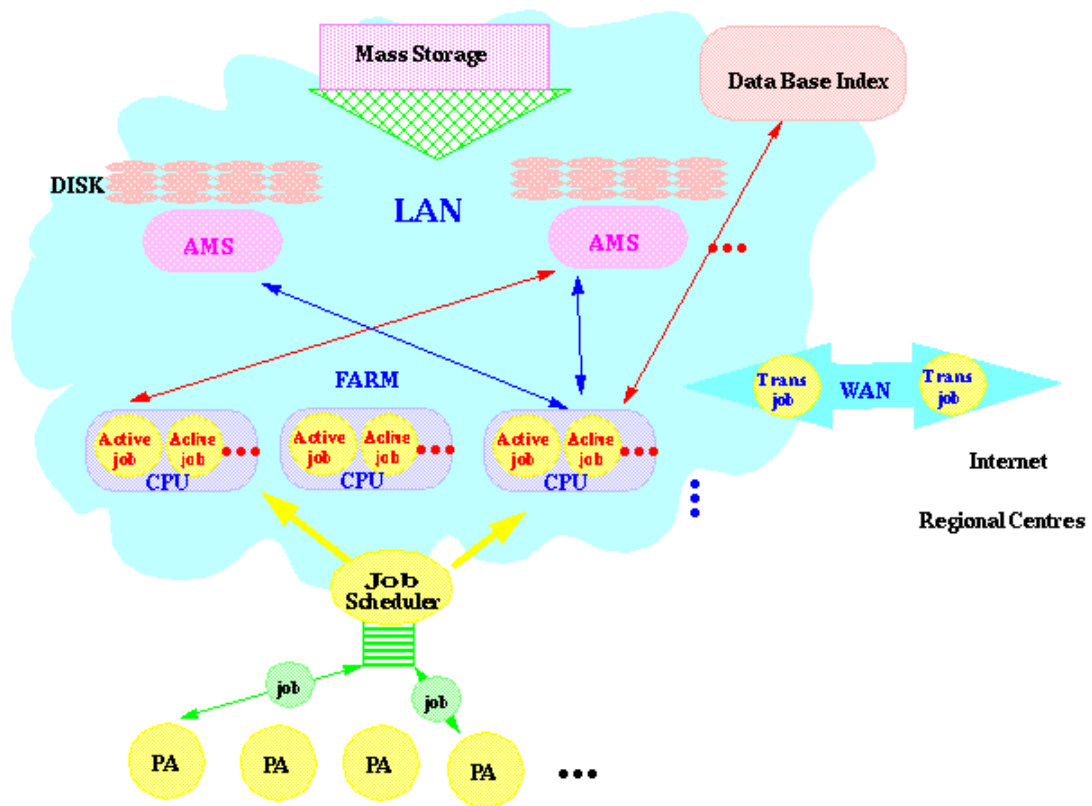 Mass Storage
Data Base Index
DISK
LAN
AMS
AMS
FARM
Trans
job
WAN
Trans
job
Active
job
Active
job
CPU
Active
job
Active
job
CPU
Active
job
Active
job
CPU
Internet
Regional Centres
Job
Scheduler
job
job
PA
PA
PA
PA